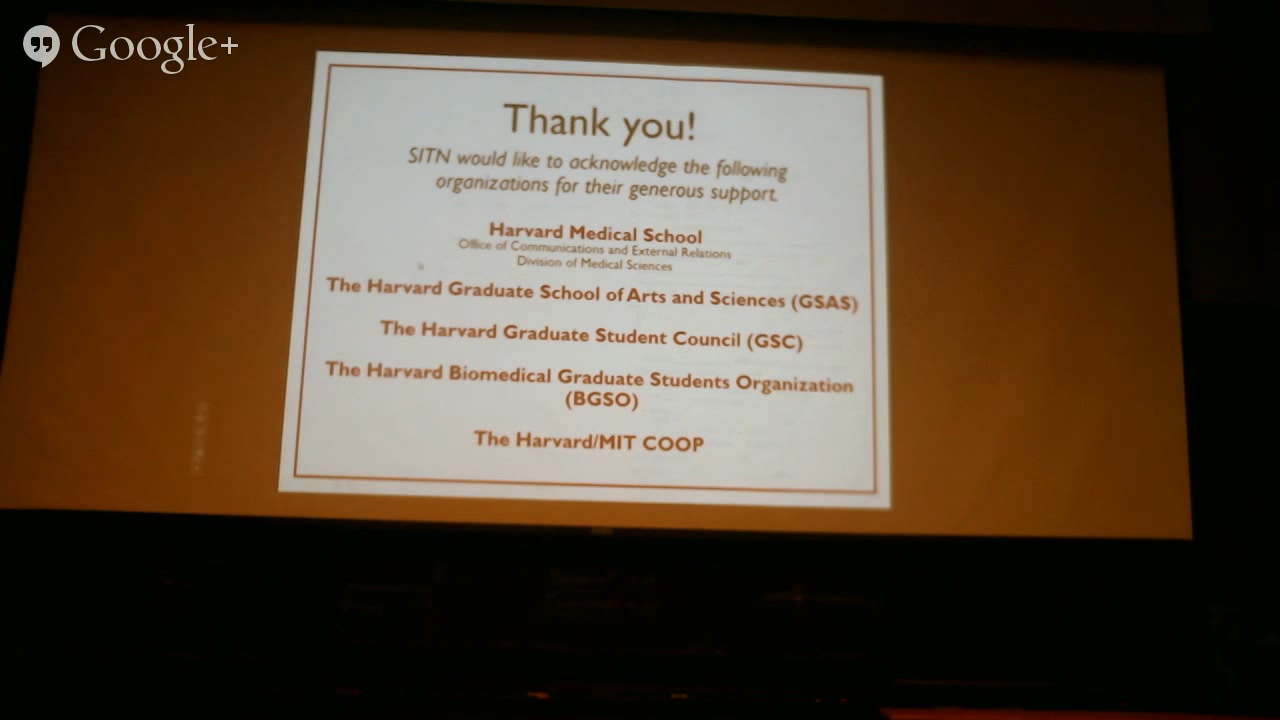 Google+
Thank you!
SITN would like to acknowledge the following
organizations for their generous support.
Harvard Medical School
Office of Communications and External Relations
Division of Medical Sciences
The Harvard Graduate School of Arts and Sciences (GSAS)
The Harvard Graduate Student Council (GSC)
The Harvard Biomedical Graduate Students Organization
(BGSO)
The Harvard/MIT COOP